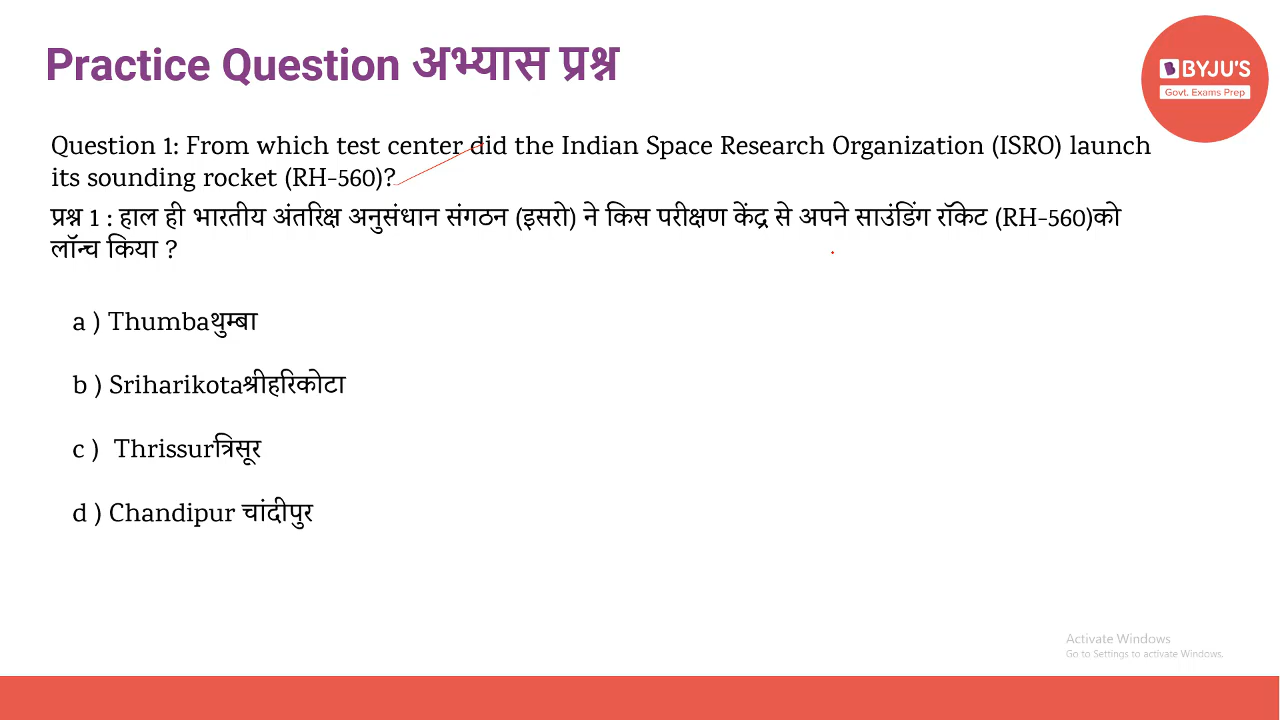 Practice Question अभ्यास प्रश्न
BYJU'S
Govt. Exams Prep
Question 1: From which test center did the Indian Space Research Organization (ISRO) launch
its sounding rocket (RH-560)?
प्रश्न 1 : हाल ही भारतीय अंतरिक्ष अनुसंधान संगठन (इसरो) ने किस परीक्षण केंद्र से अपने साउंडिंग रॉकेट (RH-560)को
लॉन्च किया ?
a ) Thumbaथुम्बा
b ) Sriharikotaश्रीहरिकोटा
c ) Thrissurत्रिसूर
d ) Chandipur चांदीपुर
Activate Windows
Go to Settings to activate Windows.